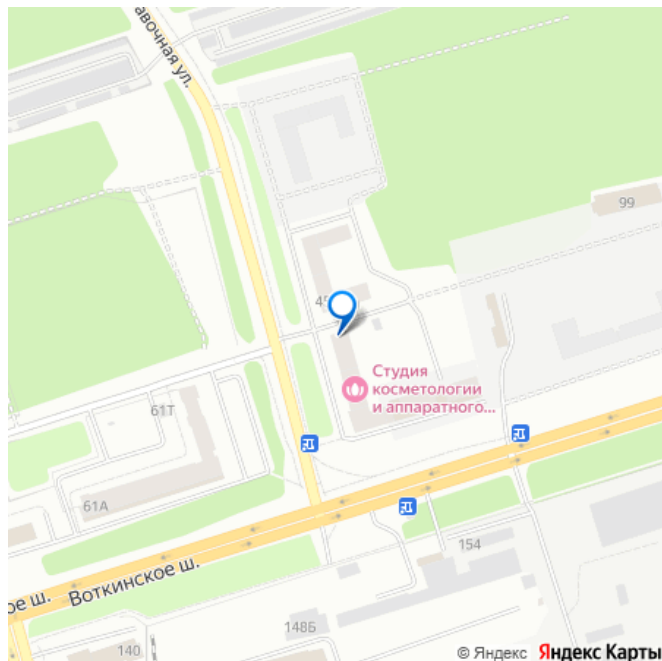 авочная ул.
99
45
Студия
косметологии
и аппаратного...
61Т
61А
154
Воткинское ш.
ое ш.
148Б
140
© Яндекс Яндекс Карты